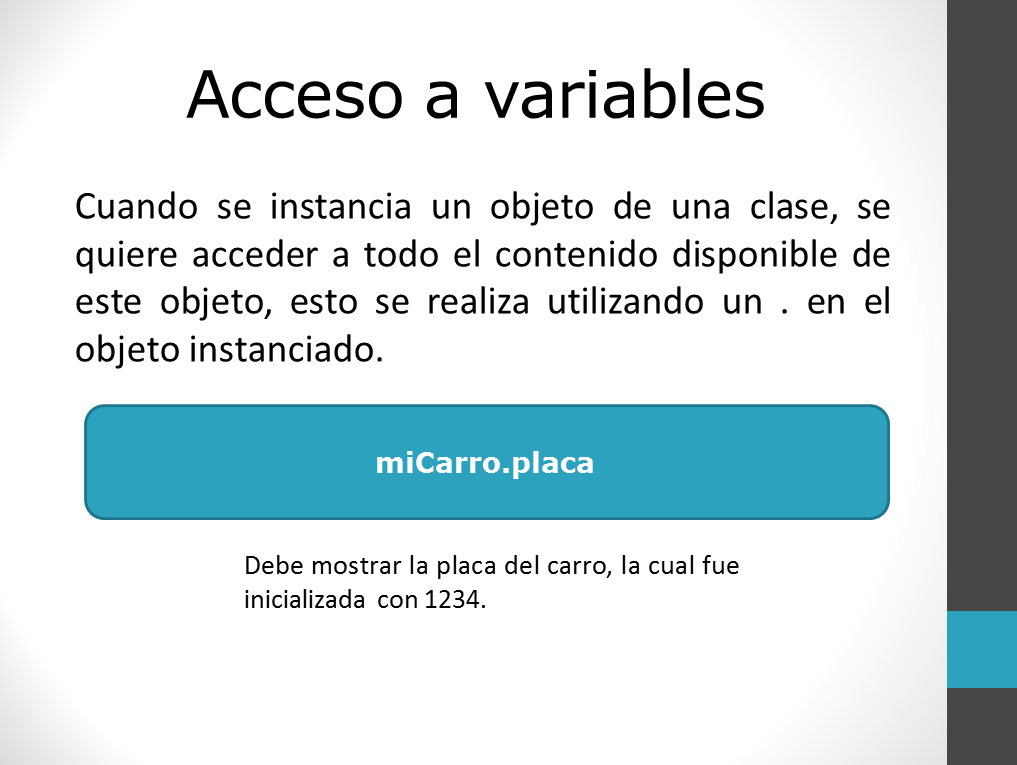 Acceso a variables
Cuando se instancia un objeto de una clase, se
quiere acceder a todo el contenido disponible de
este objeto, esto se realiza utilizando un . en el
objeto instanciado.
miCarro.placa
Debe mostrar la placa del carro, la cual fue
inicializada con 1234.